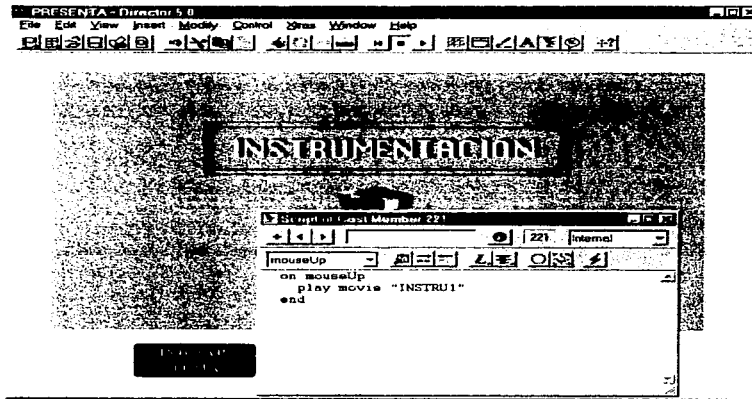 PRESENTA - Director 5.0
File Edit View Insert Modify Control Xtras Window Help
INSTRUMENTACION
Script of Cast Member 221
221 Internal
mouseUp
on mouseUp
play movie "INSTRU1"
end